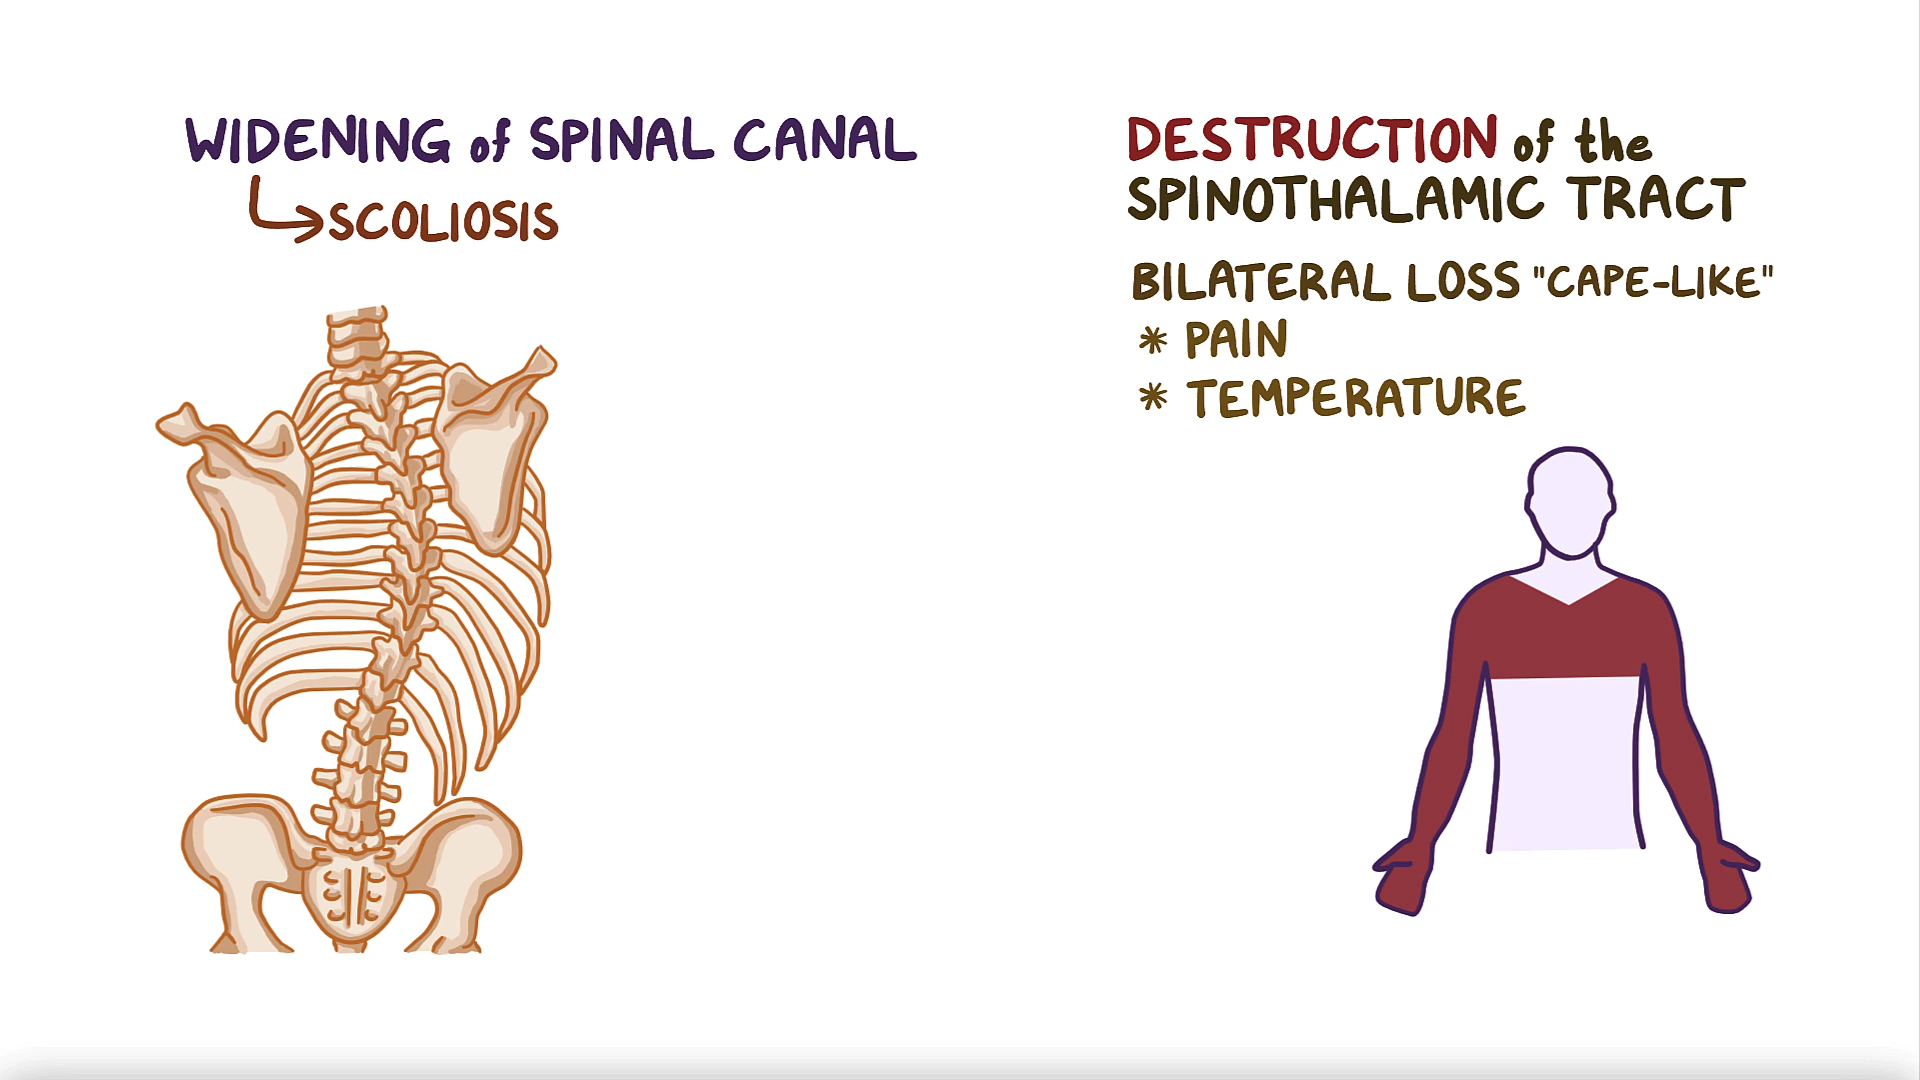 WIDENING of SPINAL CANAL
SCOLIOSIS
DESTRUCTION of the
SPINOTHALAMIC TRACT
BILATERAL LOSS "CAPE-LIKE"
* PAIN
* TEMPERATURE